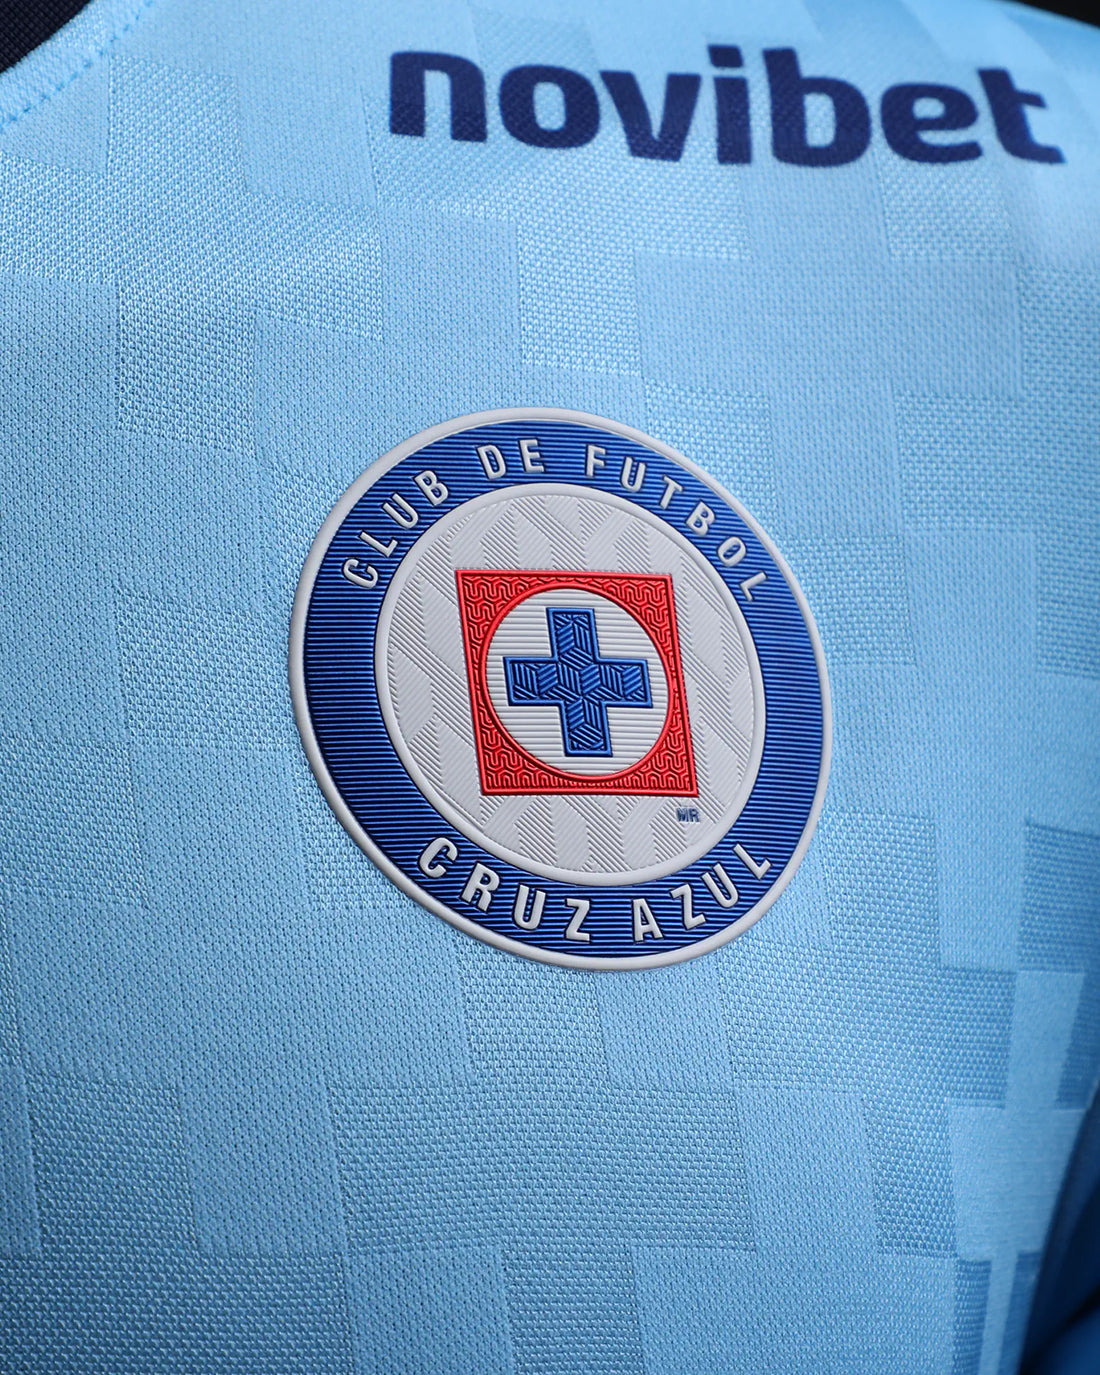 novibet
CLUB DE FUTBOL
MR
CRUZ AZUL